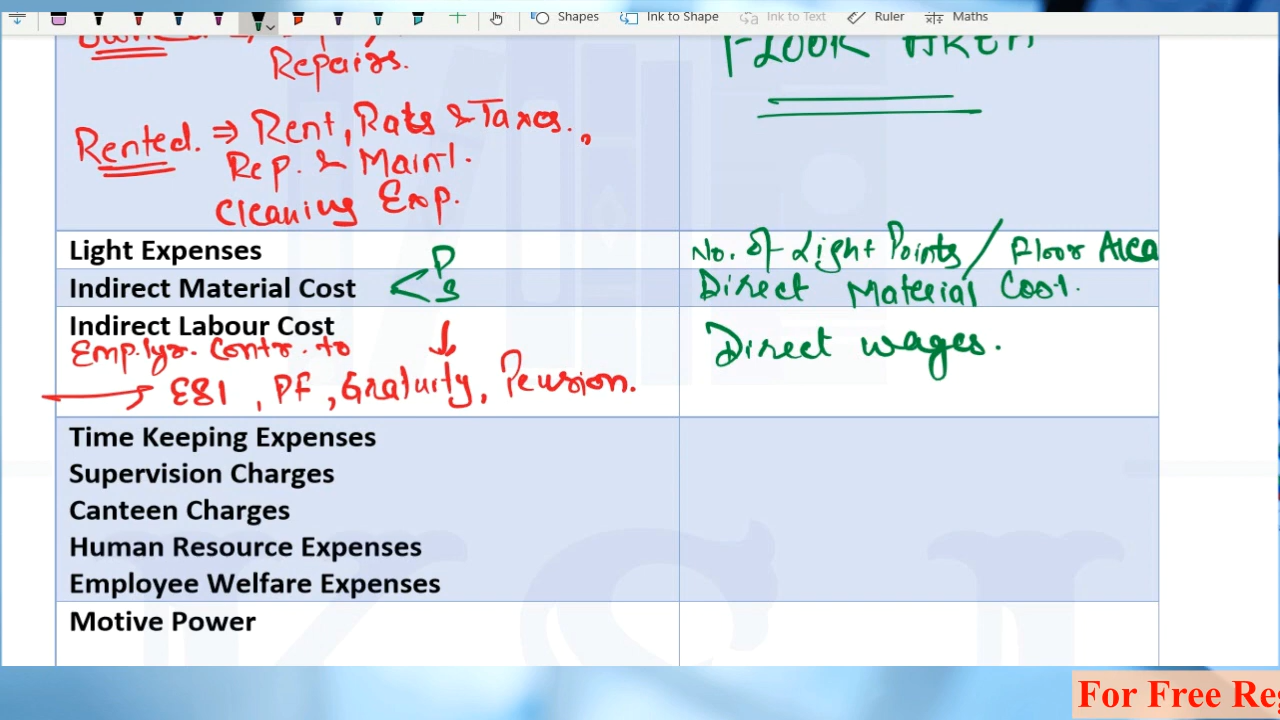 Shapes Ink to Shape Ink to Text Ruler Maths
Repairs.
FLOOR AREA
Rented. ⇒ Rent, Rates & Taxes.,
Rep. & Maint.
Cleaning Exp.
Light Expenses
No. of Light Points / Floor Area
Indirect Material Cost < P S
Direct Material Cost.
Indirect Labour Cost
Direct wages.
Emplyr. Contr. to
→ ESI, PF, Gratuity, Pension.
Time Keeping Expenses
Supervision Charges
Canteen Charges
Human Resource Expenses
Employee Welfare Expenses
Motive Power
For Free Reg